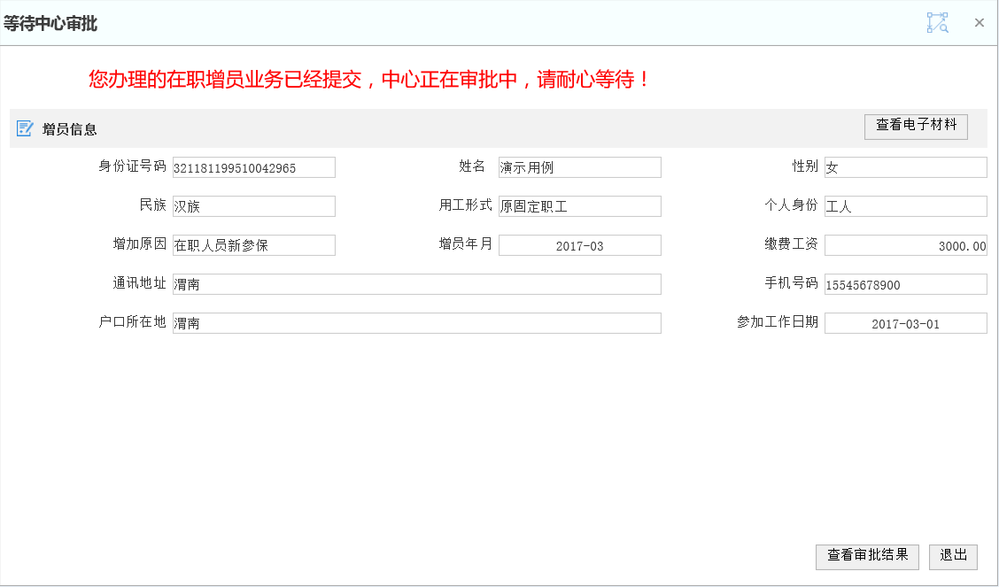 等待中心审批
您办理的在职增员业务已经提交，中心正在审批中，请耐心等待！
增员信息 查看电子材料
身份证号码 321181199510042965 姓名 演示用例 性别 女
民族 汉族 用工形式 原固定职工 个人身份 工人
增加原因 在职人员新参保 增员年月 2017-03 缴费工资 3000.00
通讯地址 渭南 手机号码 15545678900
户口所在地 渭南 参加工作日期 2017-03-01
查看审批结果 退出